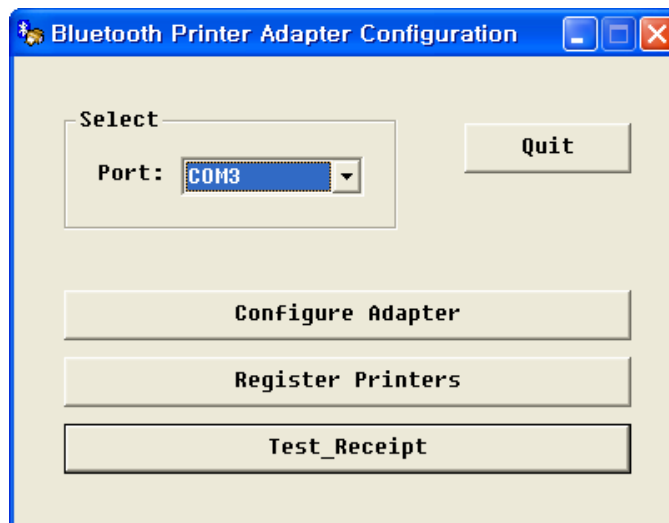 Bluetooth Printer Adapter Configuration
Select
Port: COM3
Quit
Configure Adapter
Register Printers
Test_Receipt